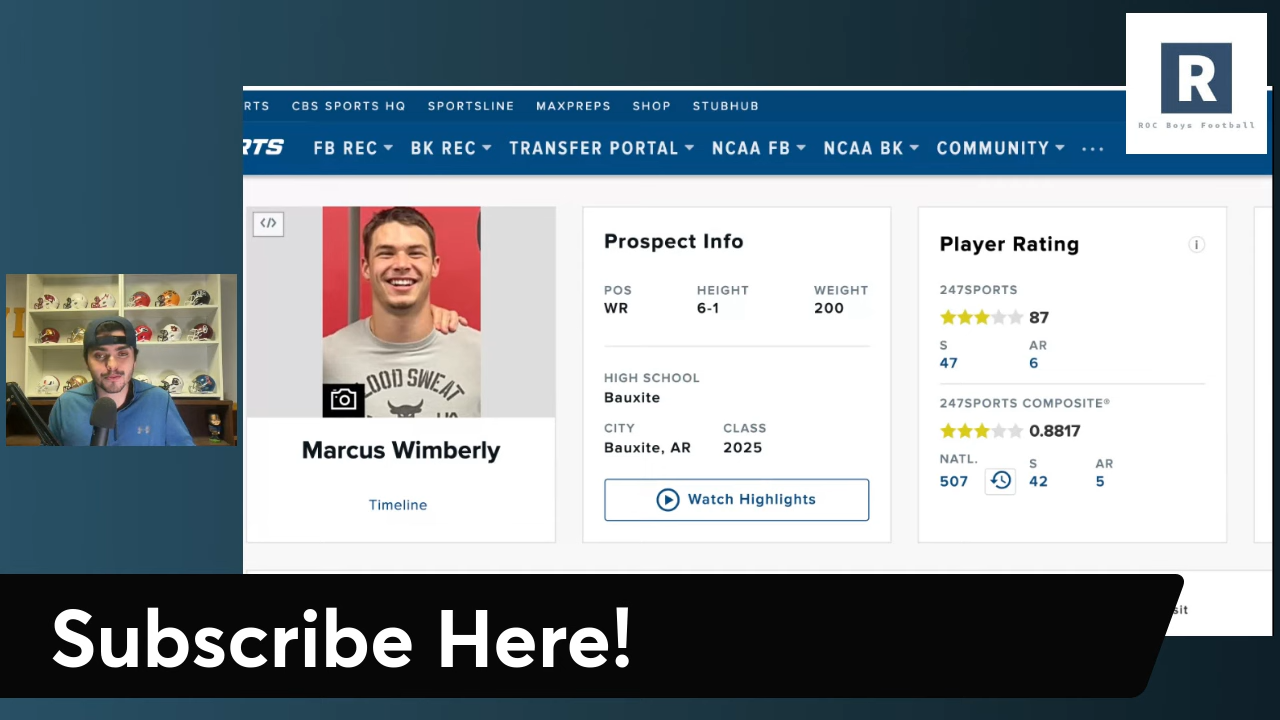 R
ROC Boys Football
RTS CBS SPORTS HQ SPORTSLINE MAXPREPS SHOP STUBHUB
RTS FB REC BK REC TRANSFER PORTAL NCAA FB NCAA BK COMMUNITY ...
</>
LOOD SWEAT
Marcus Wimberly
Timeline
Prospect Info
POS HEIGHT WEIGHT
WR 6-1 200
HIGH SCHOOL
Bauxite
CITY CLASS
Bauxite, AR 2025
Watch Highlights
Player Rating i
247SPORTS
87
S AR
47 6
247SPORTS COMPOSITE®
0.8817
NATL. S AR
507 42 5
sit
Subscribe Here!